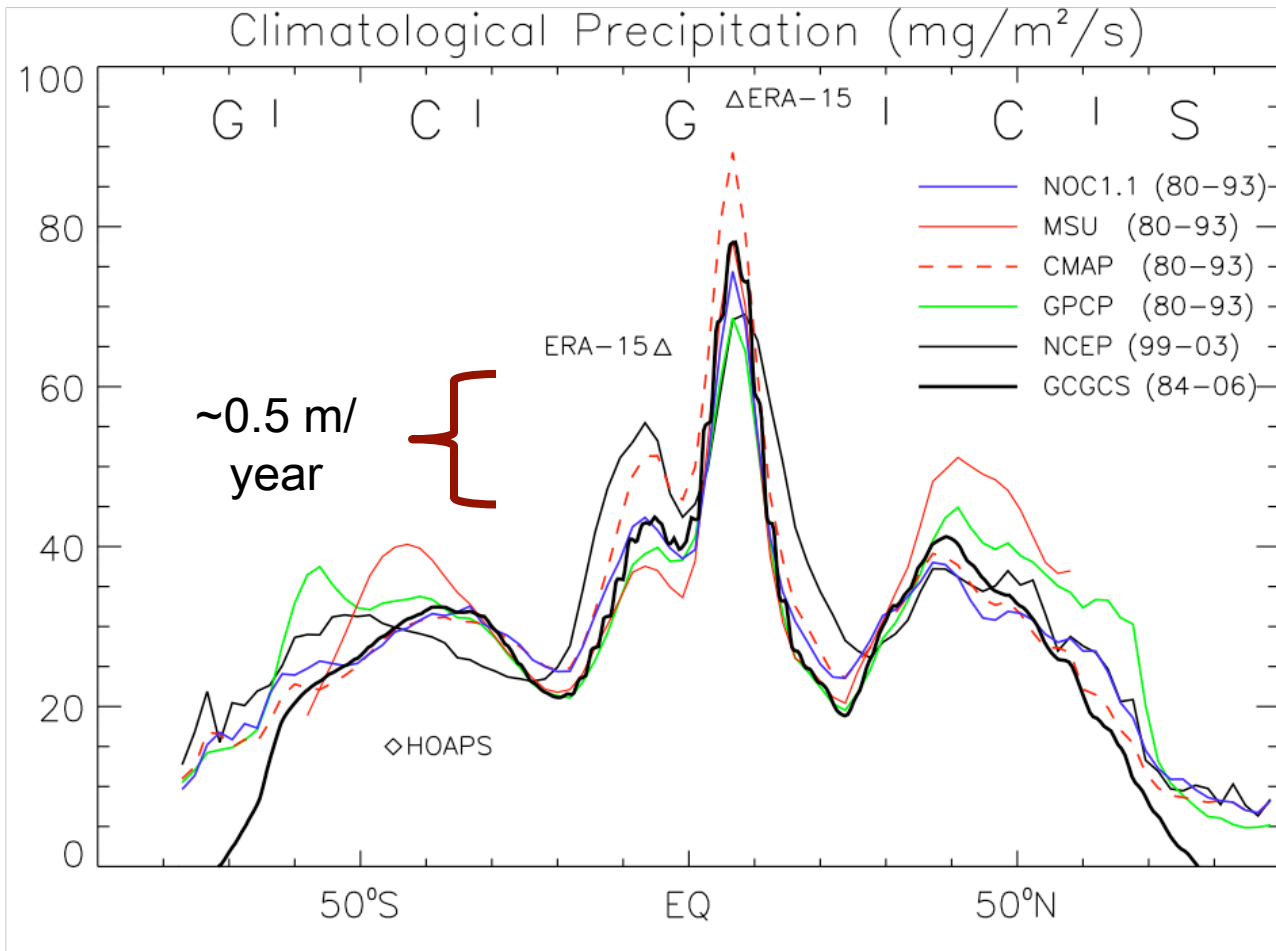 Climatological Precipitation (mg/m²/s)
100
80
60
40
20
0
G | C | G | C | S
△ERA-15
ERA-15△
~0.5 m/
year
◇HOAPS
NOC1.1 (80-93)
MSU (80-93)
CMAP (80-93)
GPCP (80-93)
NCEP (99-03)
GCGCS (84-06)
50°S EQ 50°N